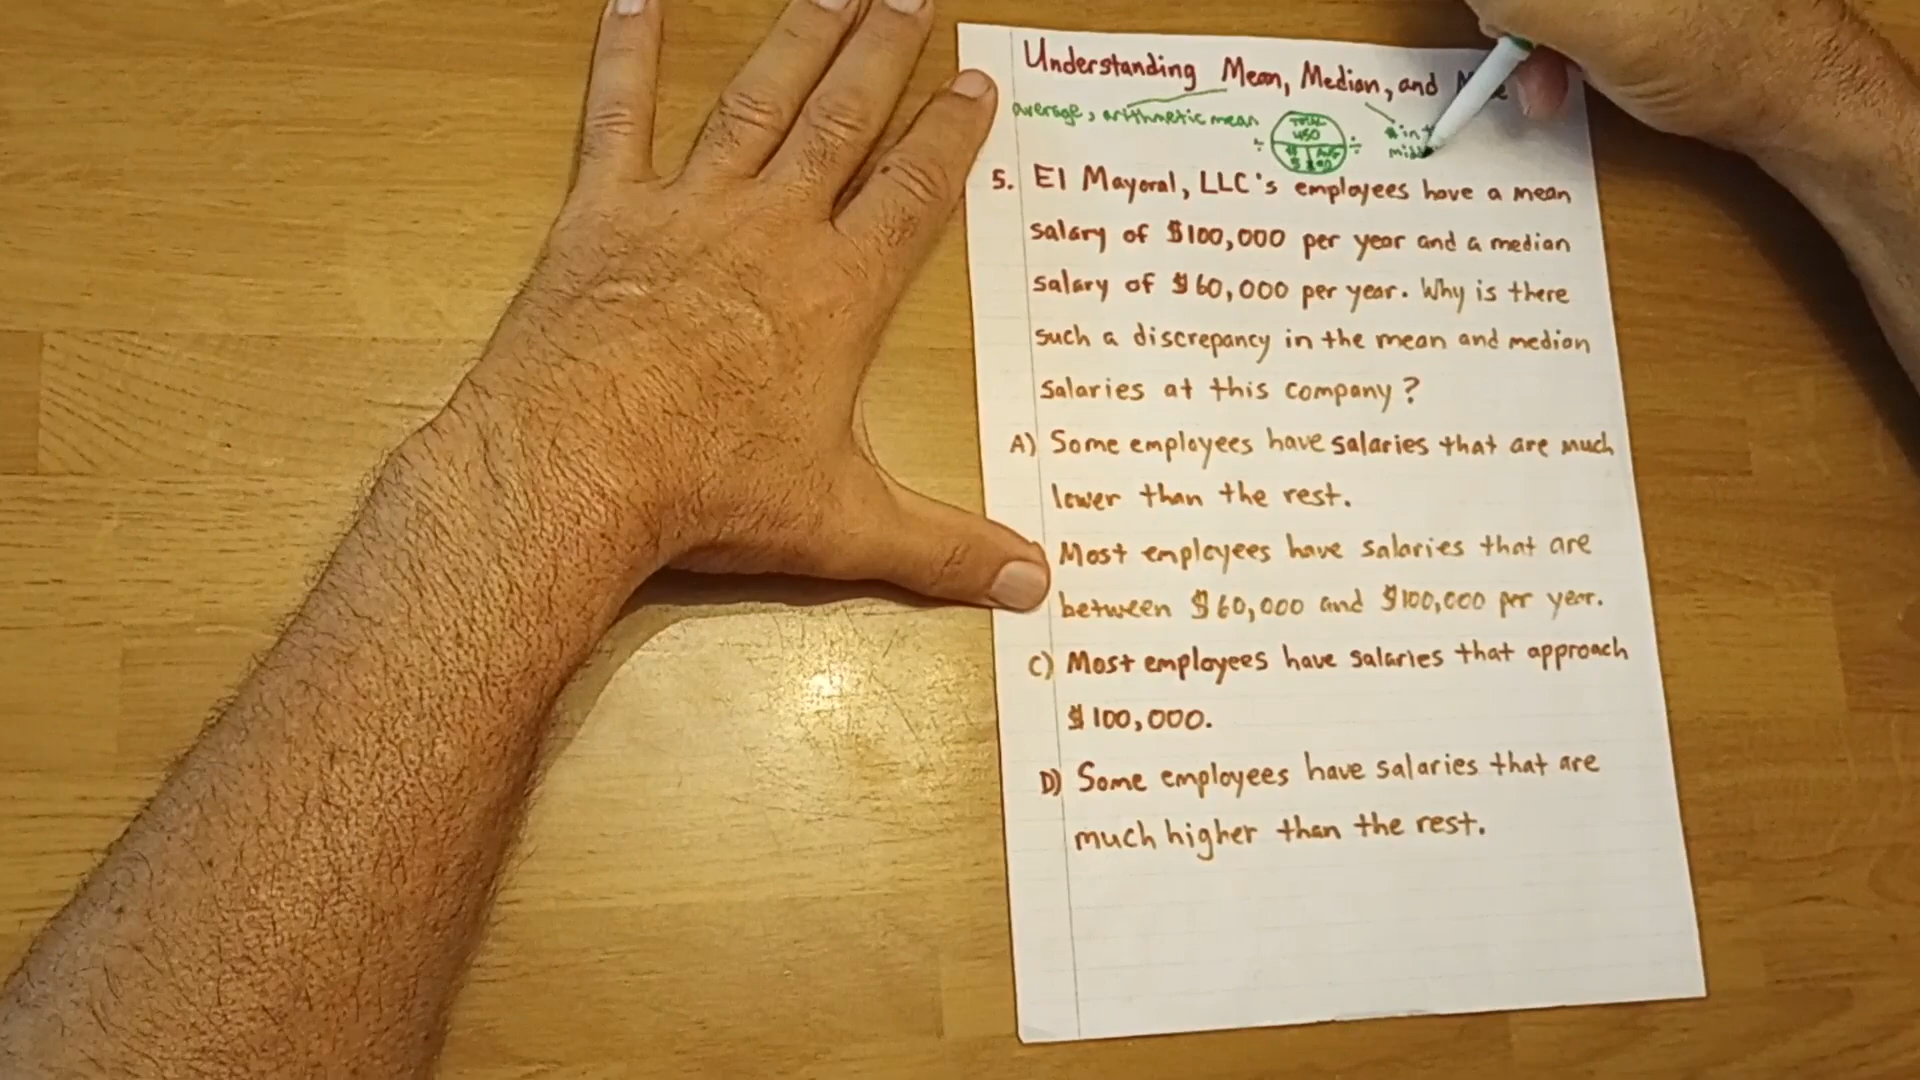 Understanding Mean, Median, and
average, arithmetic mean
÷ TOTAL 450 ÷
# in
5. El Mayoral, LLC's employees have a mean
salary of $100,000 per year and a median
salary of $60,000 per year. Why is there
such a discrepancy in the mean and median
salaries at this company?
A) Some employees have salaries that are much
lower than the rest.
Most employees have salaries that are
between $60,000 and $100,000 per year.
C) Most employees have salaries that approach
$100,000.
D) Some employees have salaries that are
much higher than the rest.